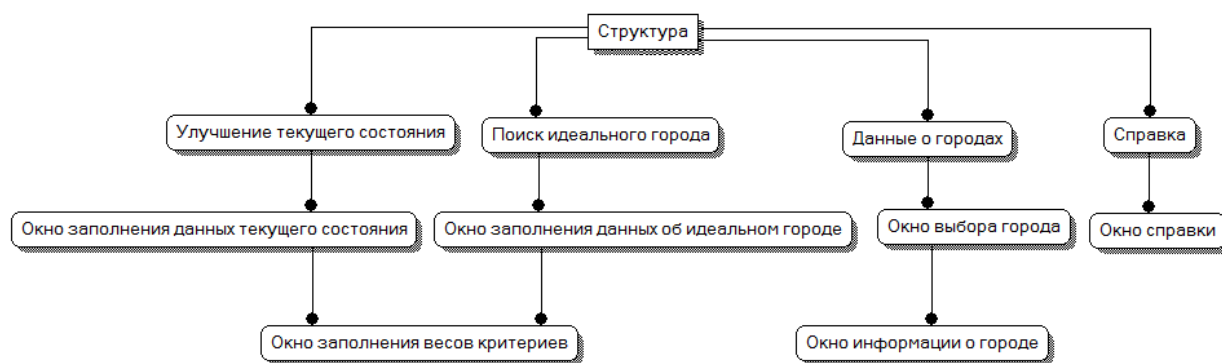 Структура
Улучшение текущего состояния
Поиск идеального города
Данные о городах
Справка
Окно заполнения данных текущего состояния
Окно заполнения данных об идеальном городе
Окно выбора города
Окно справки
Окно заполнения весов критериев
Окно информации о городе